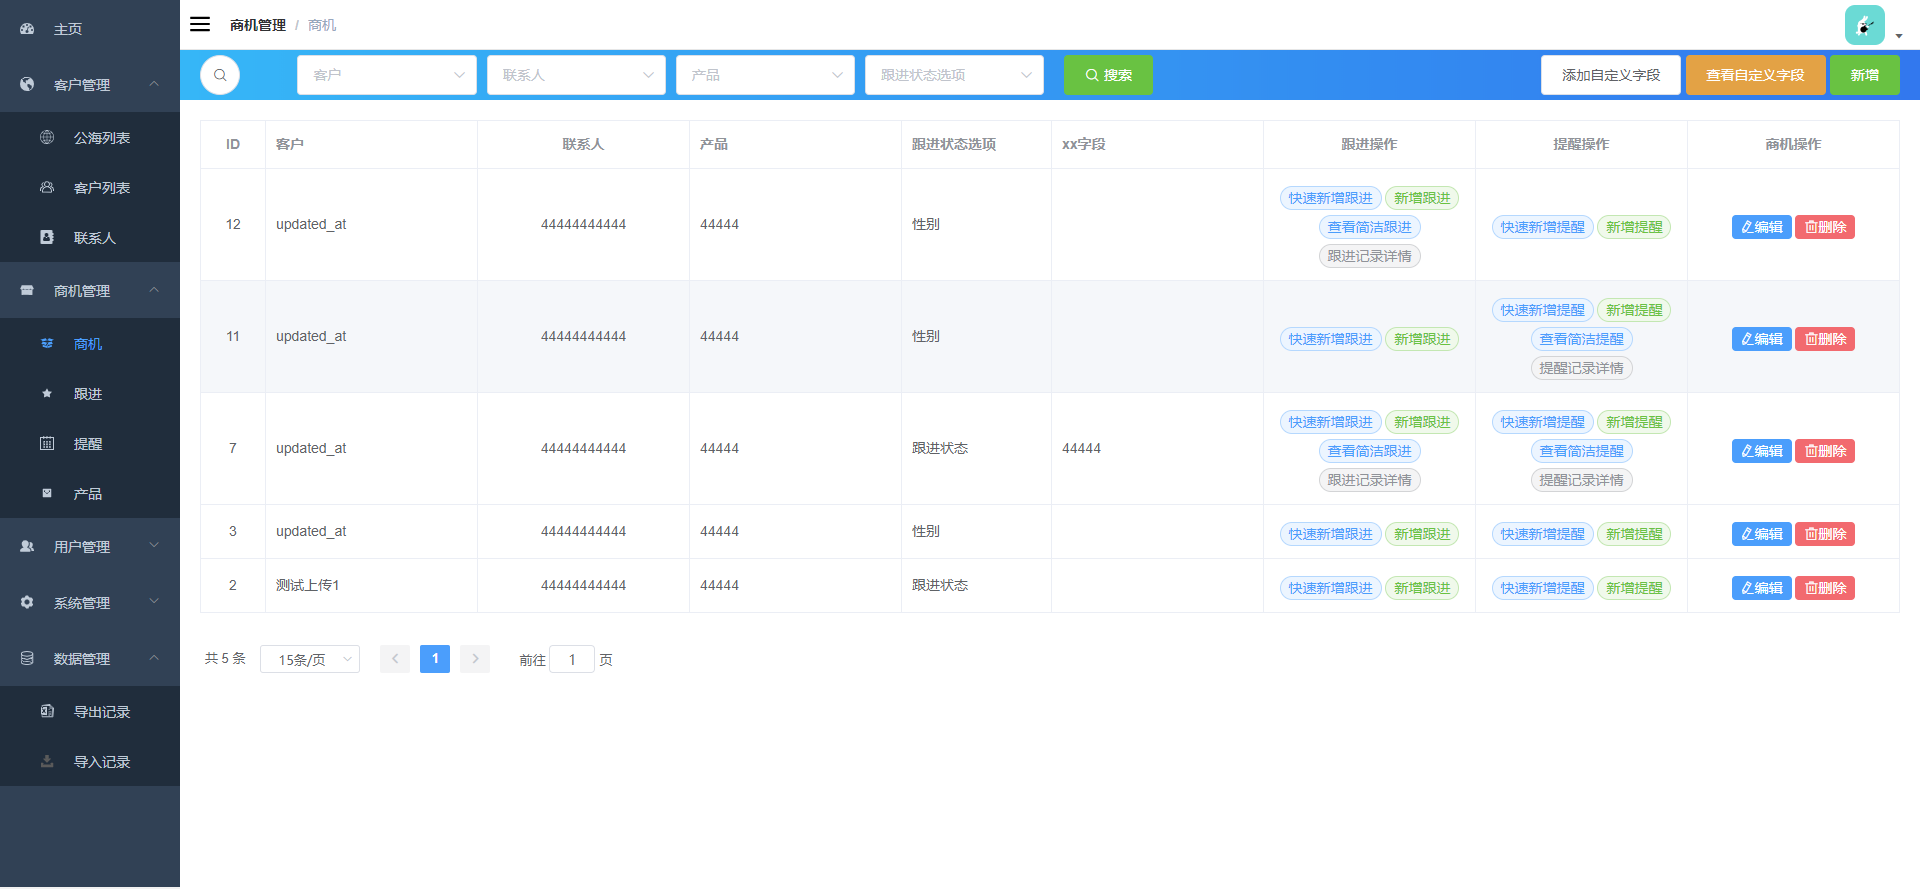 主页
客户管理
公海列表
客户列表
联系人
商机管理
商机
跟进
提醒
产品
用户管理
系统管理
数据管理
导出记录
导入记录
商机管理 / 商机
客户 联系人 产品 跟进状态选项 搜索 添加自定义字段 查看自定义字段 新增
ID 客户 联系人 产品 跟进状态选项 xx字段 跟进操作 提醒操作 商机操作
12 updated_at 44444444444 44444 性别 快速新增跟进 新增跟进 查看简洁跟进 跟进记录详情 快速新增提醒 新增提醒 编辑 删除
11 updated_at 44444444444 44444 性别 快速新增跟进 新增跟进 快速新增提醒 新增提醒 查看简洁提醒 提醒记录详情 编辑 删除
7 updated_at 44444444444 44444 跟进状态 44444 快速新增跟进 新增跟进 查看简洁跟进 跟进记录详情 快速新增提醒 新增提醒 查看简洁提醒 提醒记录详情 编辑 删除
3 updated_at 44444444444 44444 性别 快速新增跟进 新增跟进 快速新增提醒 新增提醒 编辑 删除
2 测试上传1 44444444444 44444 跟进状态 快速新增跟进 新增跟进 快速新增提醒 新增提醒 编辑 删除
共 5 条 15条/页 1 前往 1 页